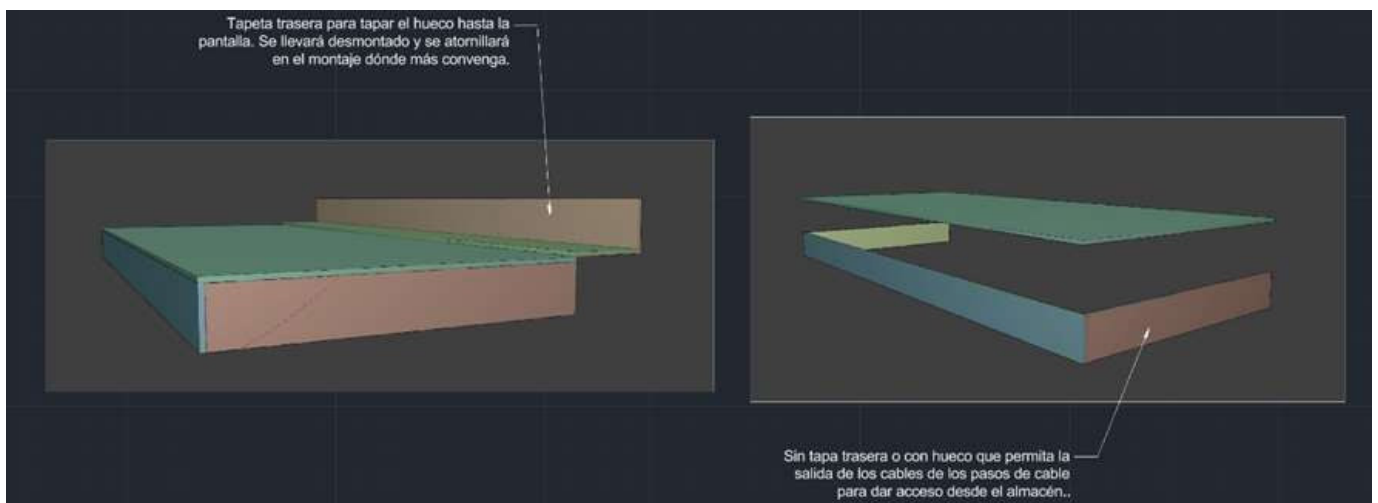 Tapeta trasera para tapar el hueco hasta la
pantalla. Se llevará desmontado y se atornillará
en el montaje dónde más convenga.
Sin tapa trasera o con hueco que permita la
salida de los cables de los pasos de cable
para dar acceso desde el almacén..